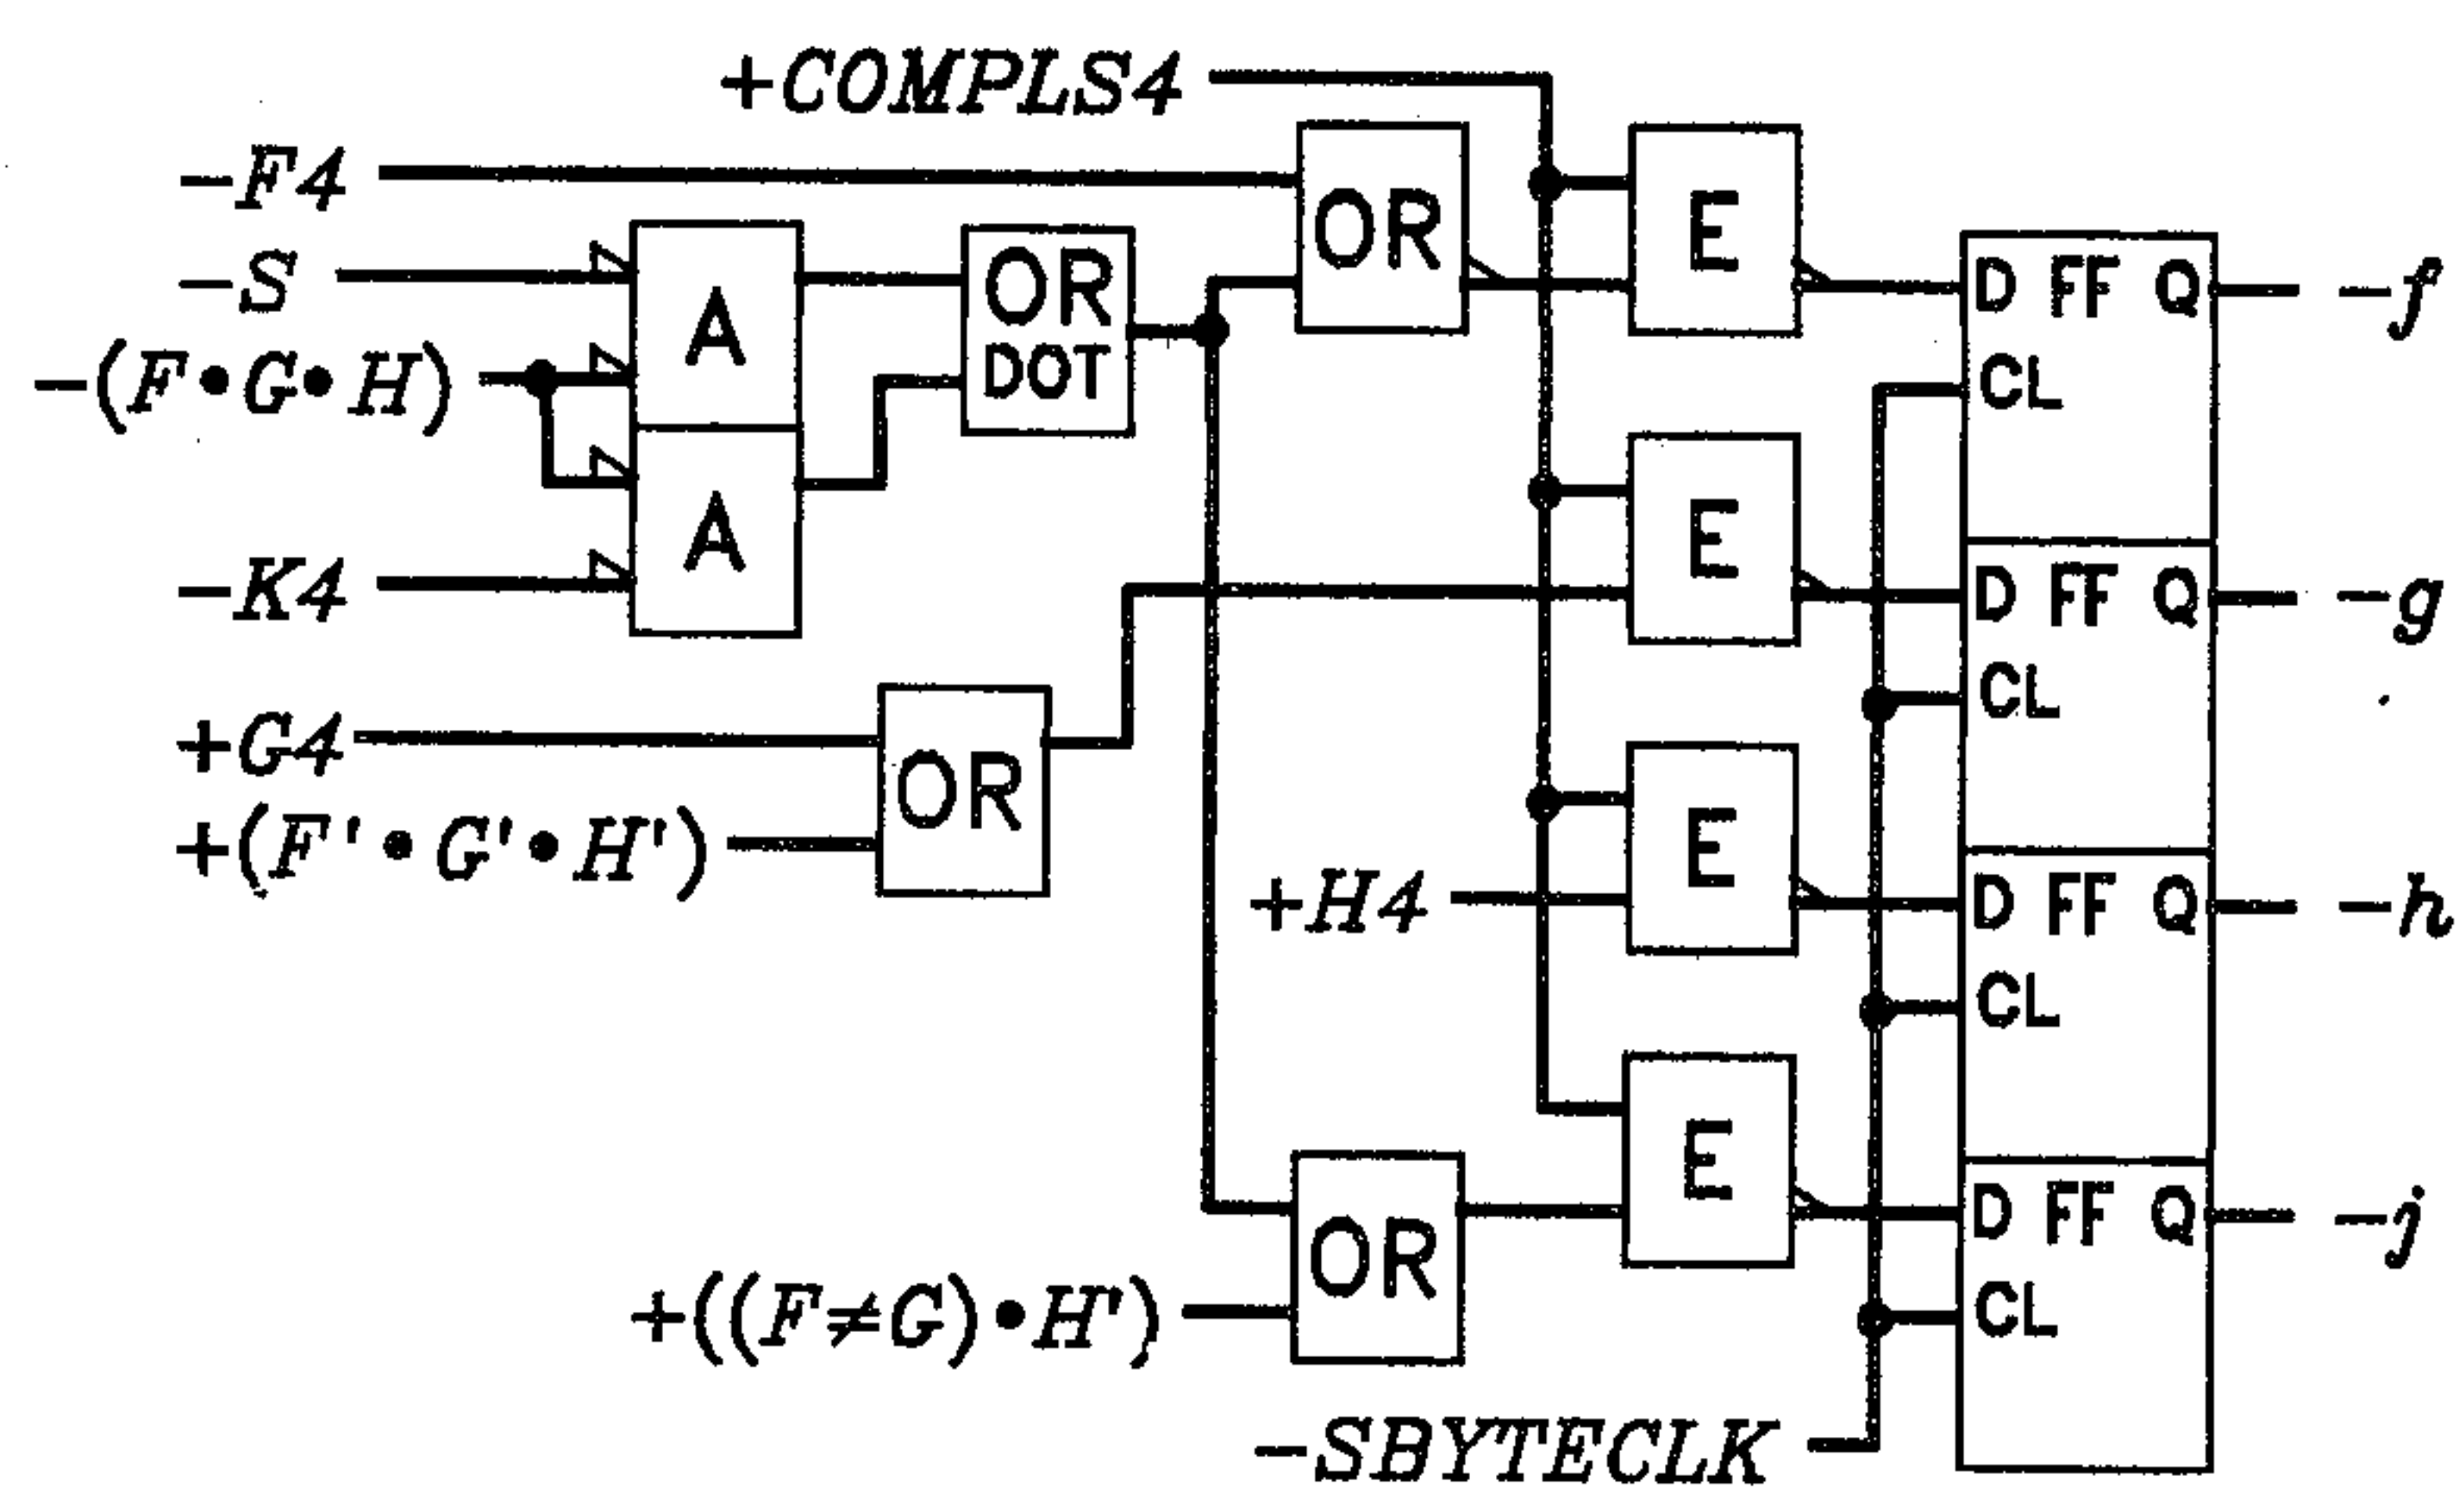 +COMPLS4
-F4
-S
-(F•G•H)
-K4
+G4
+(F'•G'•H')
+H4
+((F≠G)•H')
-SBYTECLK
A
A
OR
DOT
OR
OR
OR
E
E
E
E
D FF Q
CL
D FF Q
CL
D FF Q
CL
D FF Q
CL
-f
-g
-h
-j